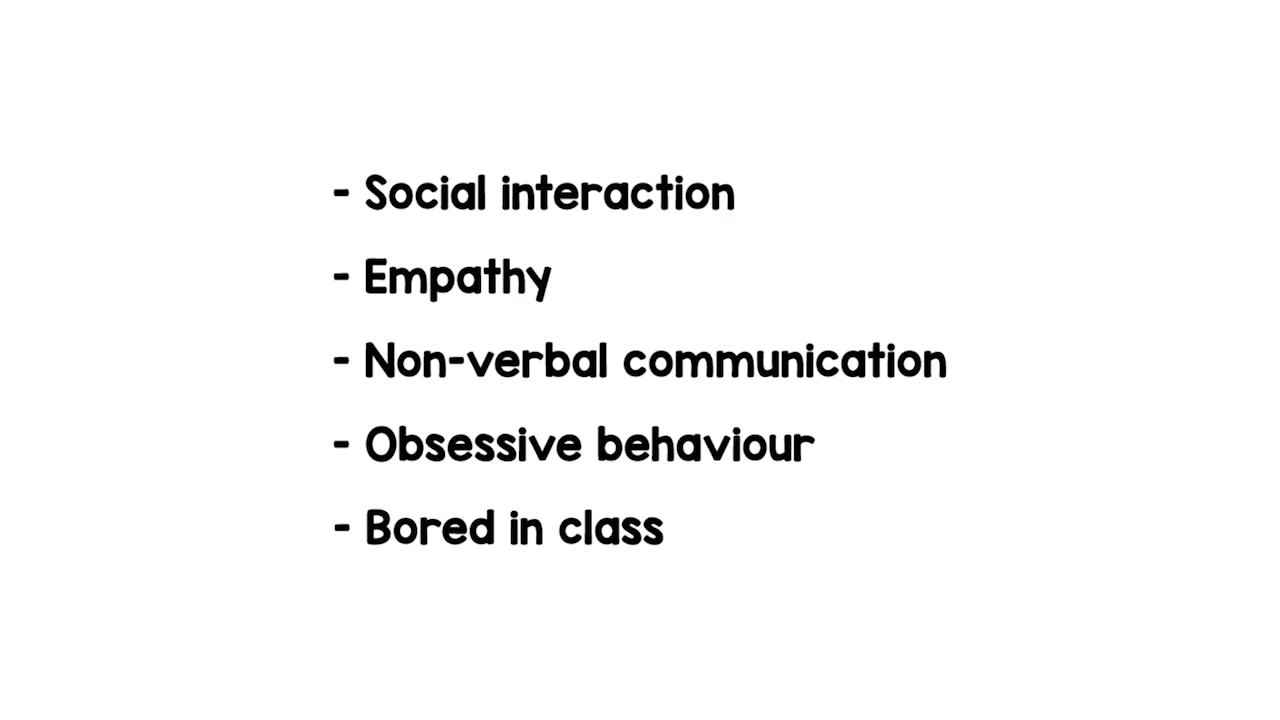 - Social interaction
- Empathy
- Non-verbal communication
- Obsessive behaviour
- Bored in class